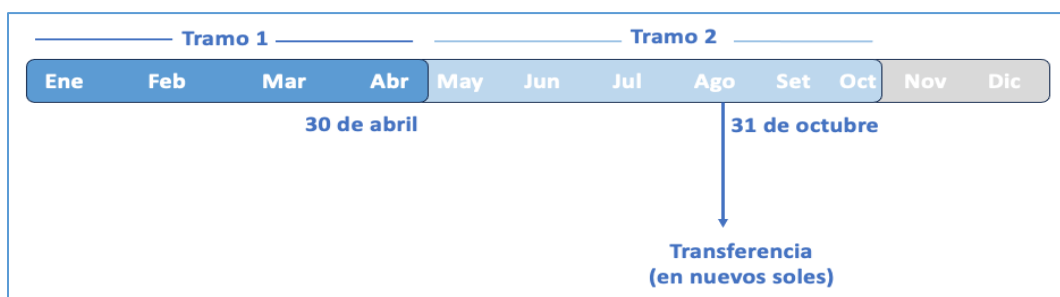 Tramo 1 Tramo 2
Ene Feb Mar Abr May Jun Jul Ago Set Oct Nov Dic
30 de abril 31 de octubre
Transferencia
(en nuevos soles)